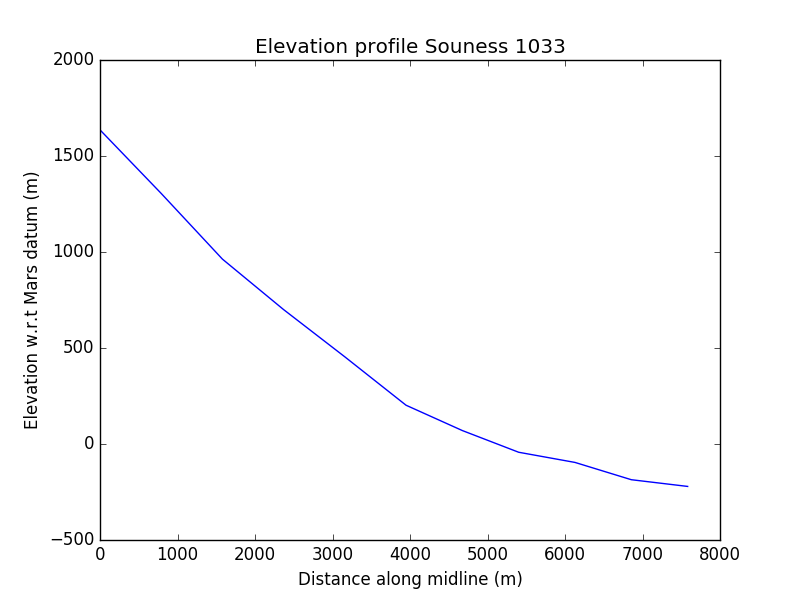 Elevation profile Souness 1033
2000
1500
1000
500
0
−500
Elevation w.r.t Mars datum (m)
0 1000 2000 3000 4000 5000 6000 7000 8000
Distance along midline (m)